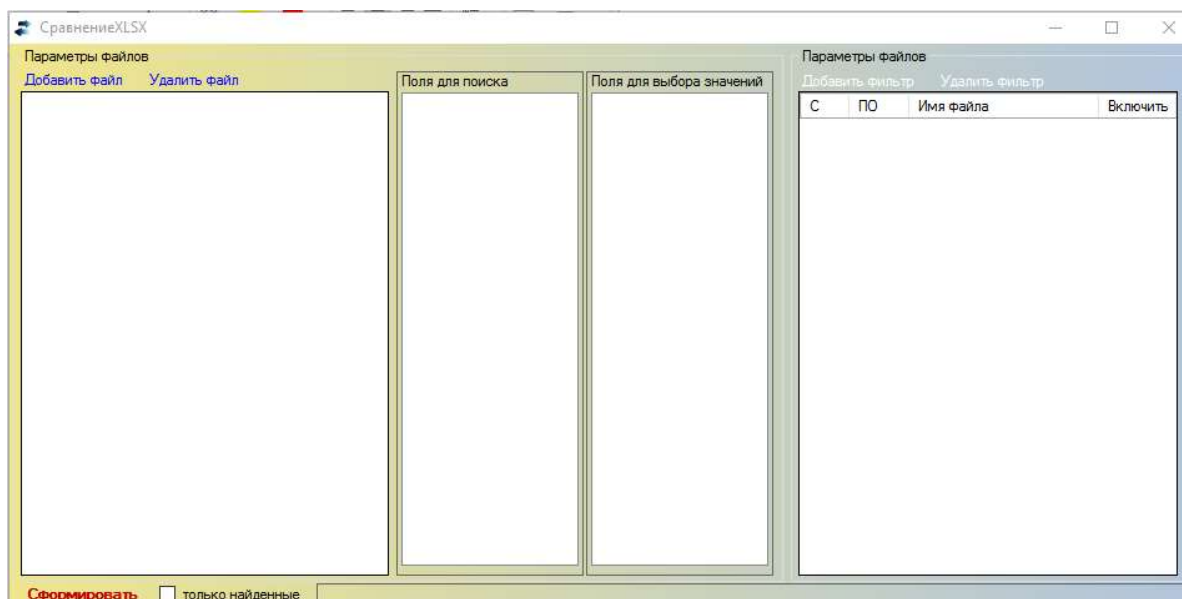 СравнениеXLSX
Параметры файлов
Добавить файл Удалить файл
Поля для поиска
Поля для выбора значений
Параметры файлов
Добавить фильтр Удалить фильтр
С ПО Имя файла Включить
Сформировать только найденные